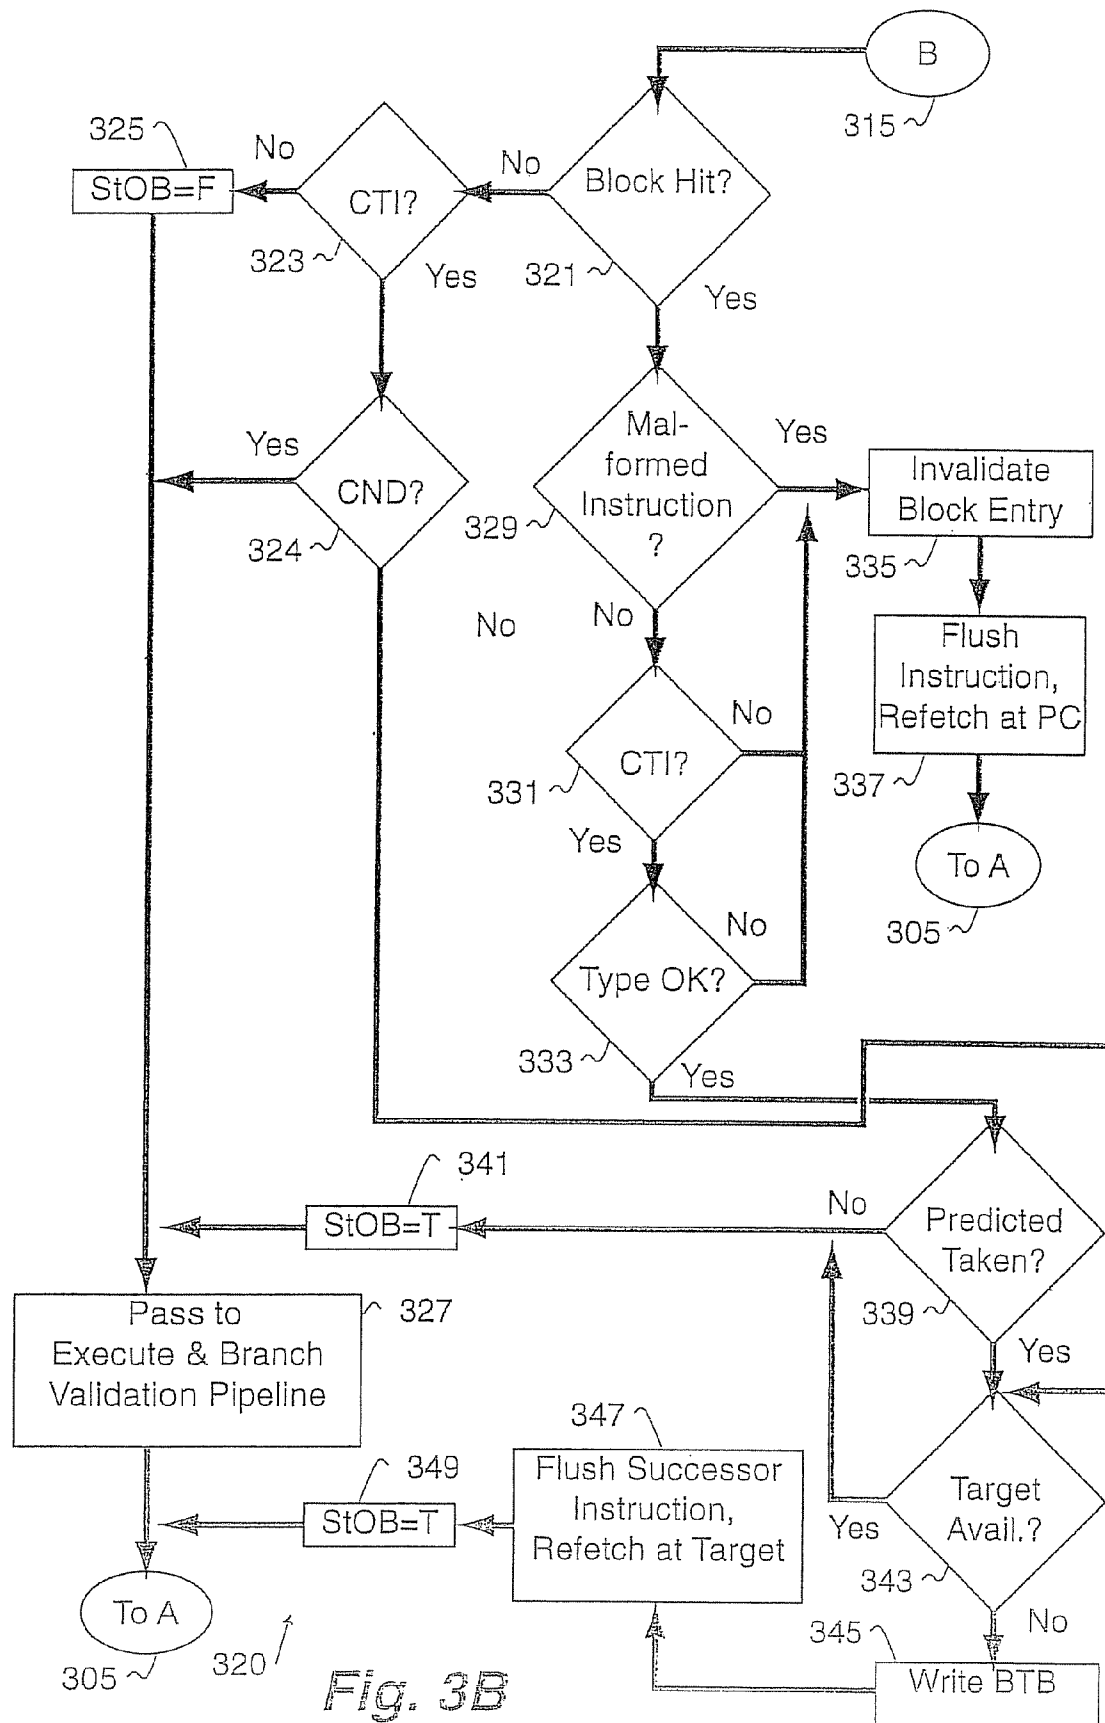 B
315
325
No
No
StOB=F
CTI?
Block Hit?
323
Yes
321
Yes
Yes
CND?
324
Mal-
formed
Instruction
?
329
Yes
Invalidate
Block Entry
335
No
No
Flush
Instruction,
Refetch at PC
337
CTI?
331
No
Yes
To A
305
Type OK?
333
No
Yes
341
StOB=T
No
Predicted
Taken?
339
Yes
Pass to
Execute & Branch
Validation Pipeline
327
347
Flush Successor
Instruction,
Refetch at Target
349
StOB=T
Target
Avail.?
343
Yes
No
To A
305
320
345
Write BTB
Fig. 3B